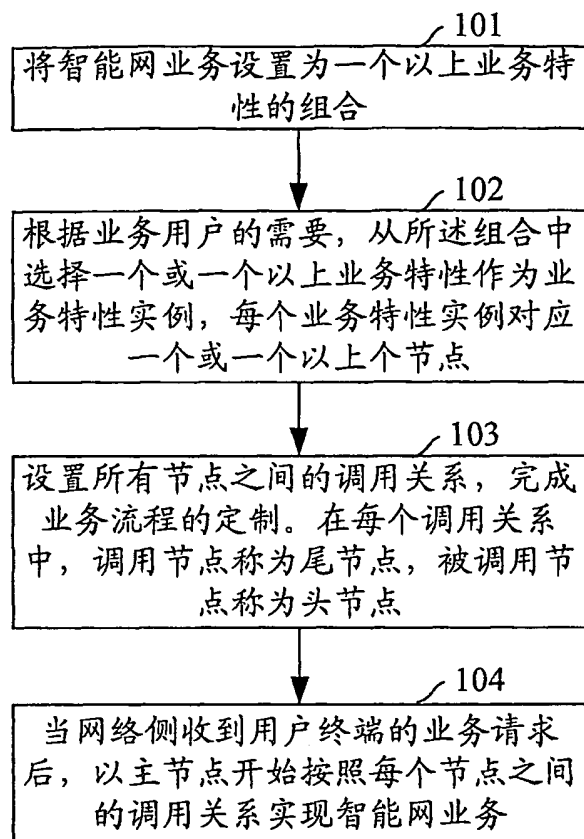 101
将智能网业务设置为一个以上业务特
性的组合
102
根据业务用户的需要，从所述组合中
选择一个或一个以上业务特性作为业
务特性实例，每个业务特性实例对应
一个或一个以上个节点
103
设置所有节点之间的调用关系，完成
业务流程的定制。在每个调用关系
中，调用节点称为尾节点，被调用节
点称为头节点
104
当网络侧收到用户终端的业务请求
后，以主节点开始按照每个节点之间
的调用关系实现智能网业务